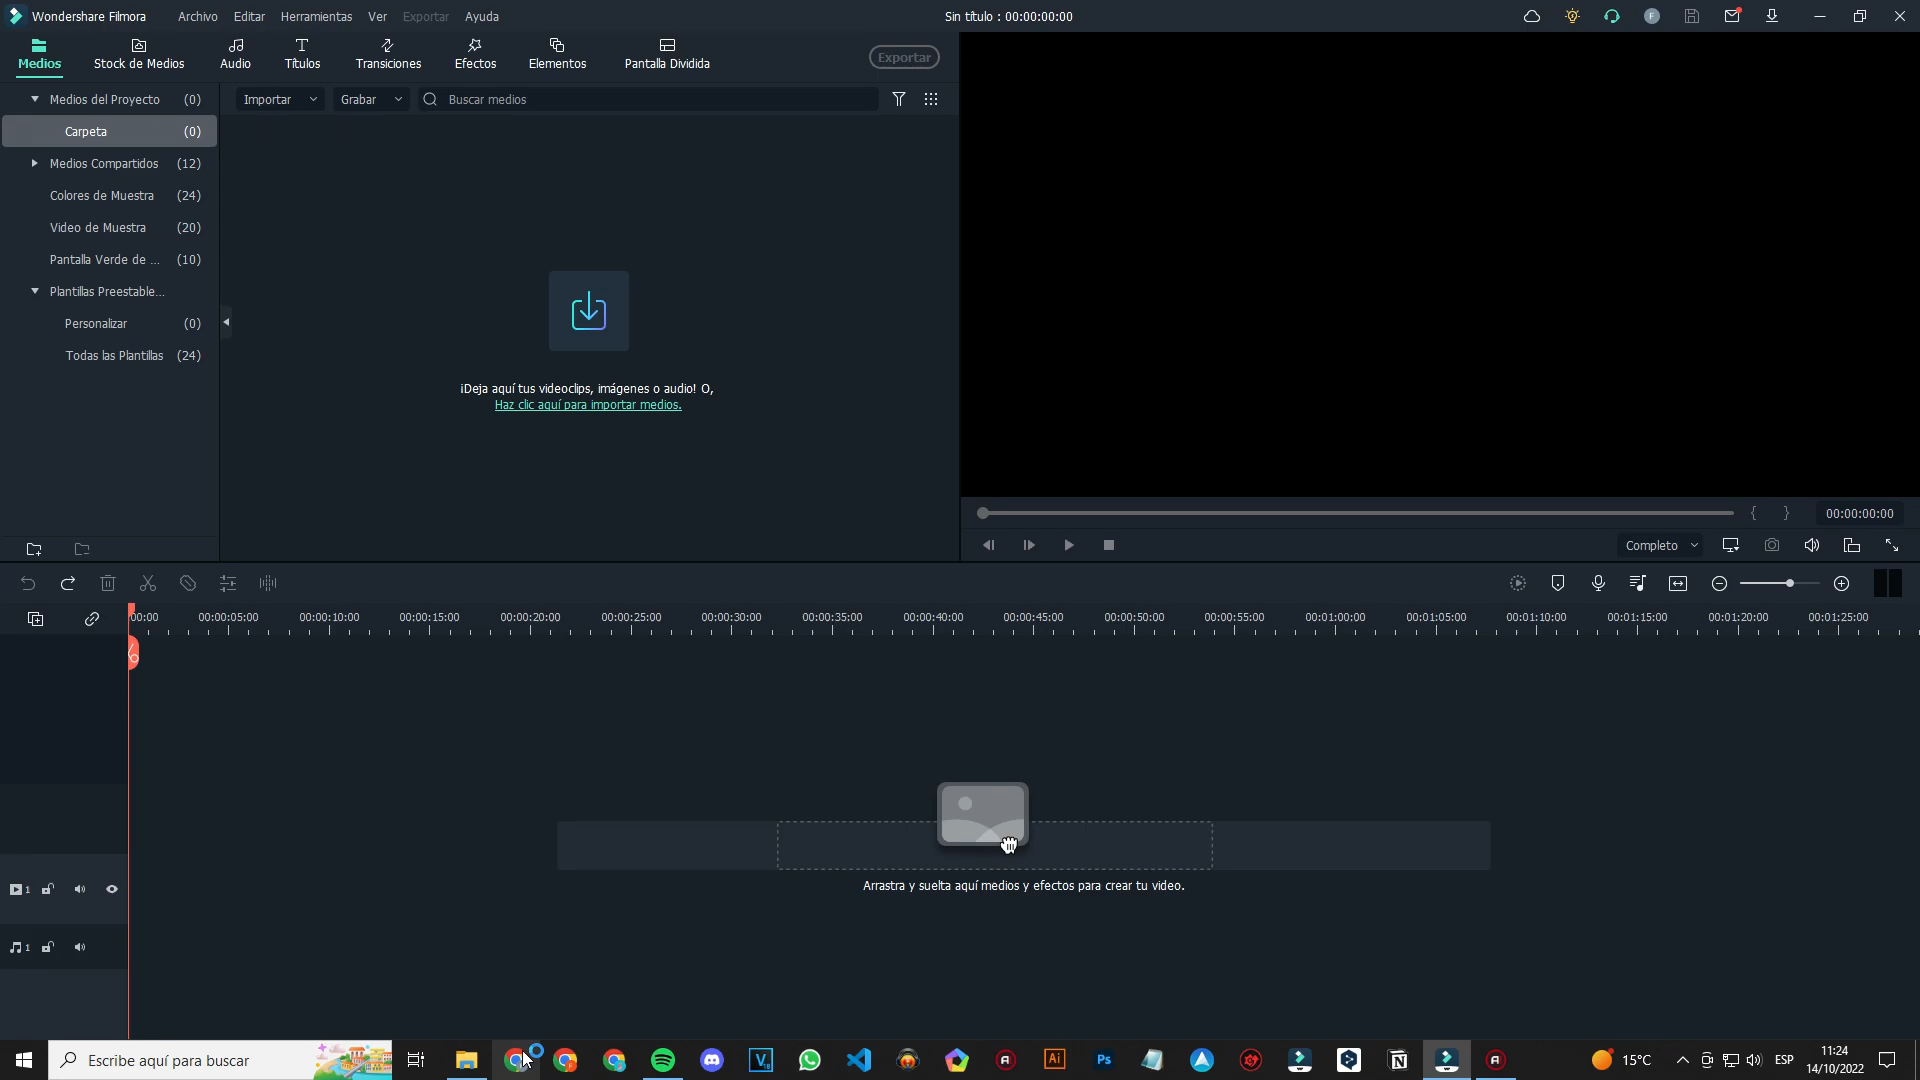 Wondershare Filmora Archivo Editar Herramientas Ver Exportar Ayuda Sin título : 00:00:00:00
Medios Stock de Medios Audio Títulos Transiciones Efectos Elementos Pantalla Dividida Exportar
Medios del Proyecto (0) Importar Grabar Buscar medios
Carpeta (0)
Medios Compartidos (12)
Colores de Muestra (24)
Video de Muestra (20)
Pantalla Verde de ... (10)
Plantillas Preestable...
Personalizar (0)
Todas las Plantillas (24)
¡Deja aquí tus videoclips, imágenes o audio! O,
Haz clic aquí para importar medios.
{ } 00:00:00:00
Completo
00:00 00:00:05:00 00:00:10:00 00:00:15:00 00:00:20:00 00:00:25:00 00:00:30:00 00:00:35:00 00:00:40:00 00:00:45:00 00:00:50:00 00:00:55:00 00:01:00:00 00:01:05:00 00:01:10:00 00:01:15:00 00:01:20:00 00:01:25:00
Arrastra y suelta aquí medios y efectos para crear tu video.
1
1
Escribe aquí para buscar Ai Ps 15°C ESP 11:24
14/10/2022